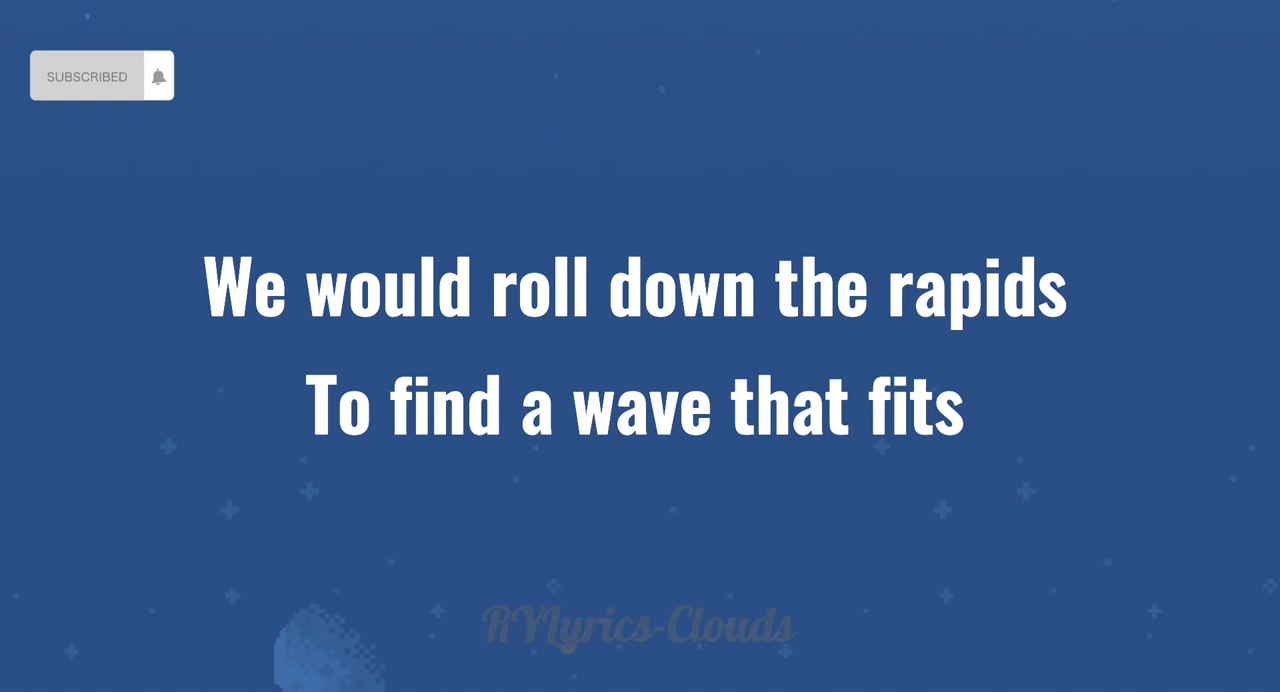 SUBSCRIBED
We would roll down the rapids
To find a wave that fits
RYLyrics-Clouds